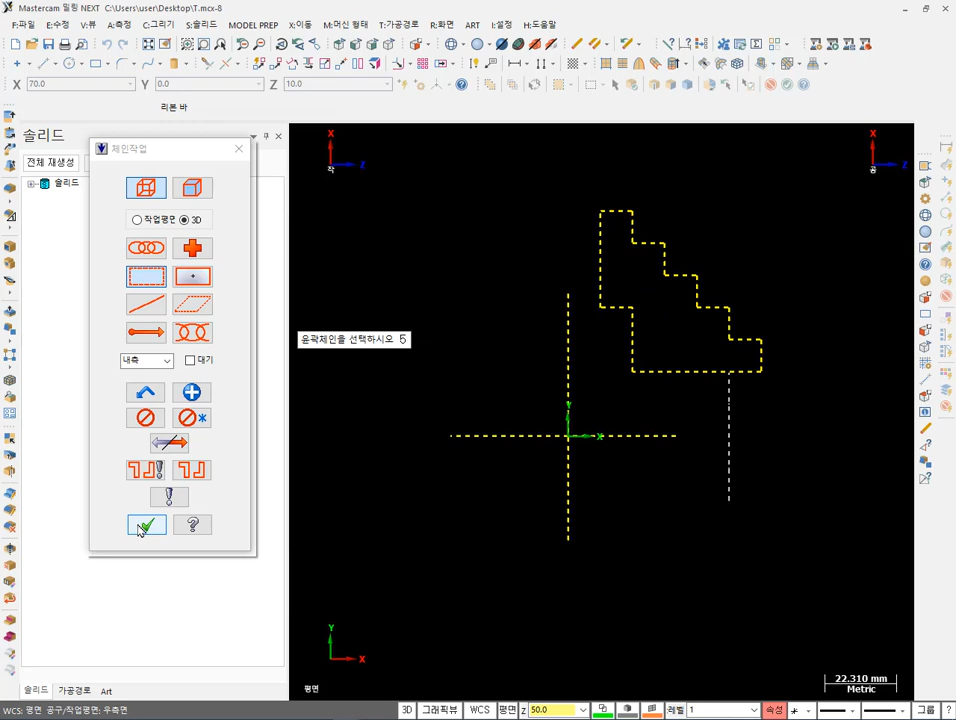 Mastercam 밀링 NEXT C:\Users\user\Desktop\T.mcx-8
F:파일 E:수정 V:뷰 A:측정 C:그리기 S:솔리드 MODEL PREP X:이동 M:머신 형태 T:가공경로 R:화면 ART I:설정 H:도움말
X 70.0 Y 0.0 Z 10.0
리본 바
솔리드
전체 재생성
솔리드
체인작업
작업평면 3D
내측 대기
윤곽체인을 선택하시오 5
X Z
작
X Z
공
Y
X
Y
X
평면
22.310 mm
Metric
솔리드 가공경로 Art
WCS: 평면 공구/작업평면: 우측면
3D 그래픽뷰 WCS 평면 Z 50.0 레벨 1 속성 그룹 ?